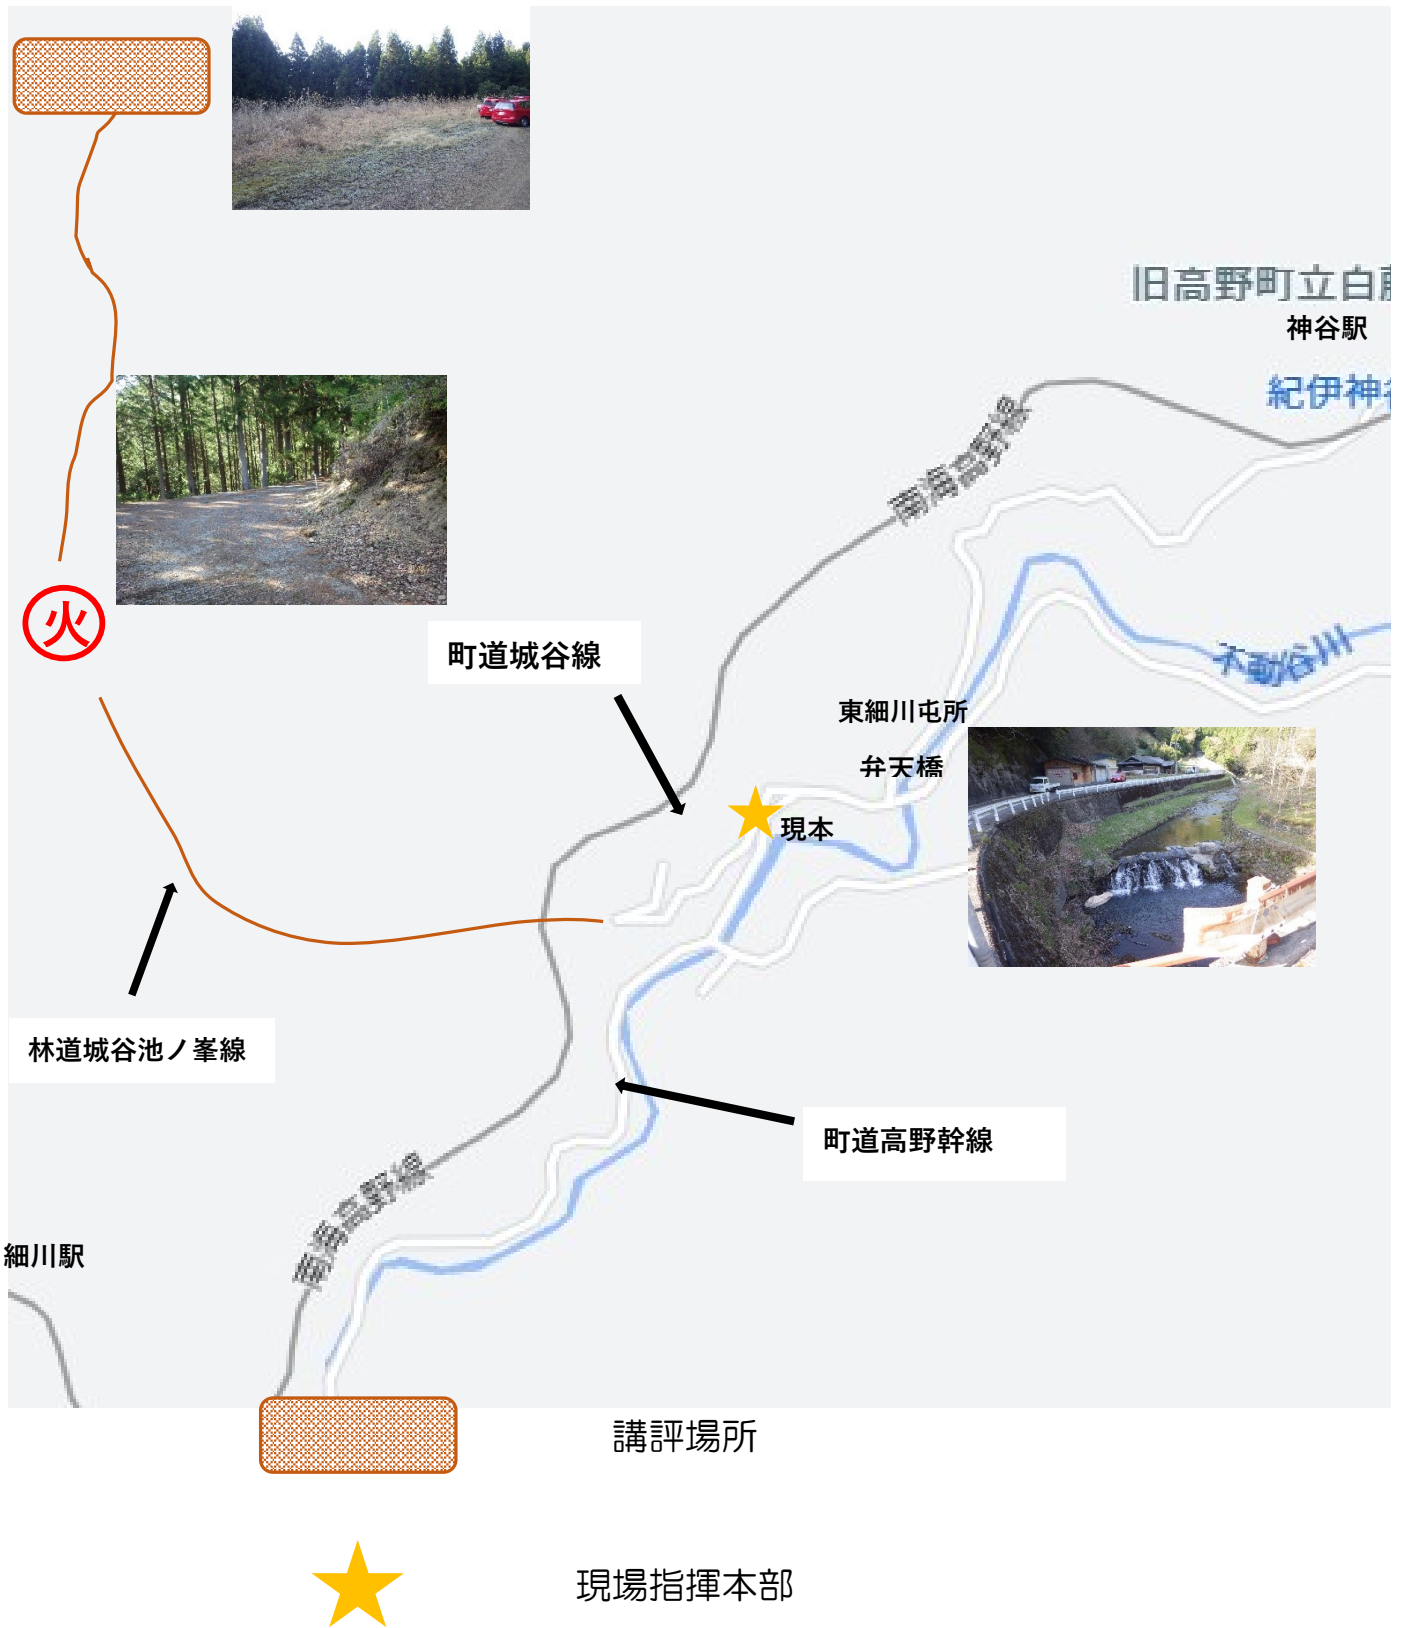 旧高野町立白
神谷駅
紀伊神
南海高野線
火
町道城谷線
不動谷川
東細川屯所
弁天橋
現本
林道城谷池ノ峯線
町道高野幹線
南海高野線
細川駅
講評場所
現場指揮本部